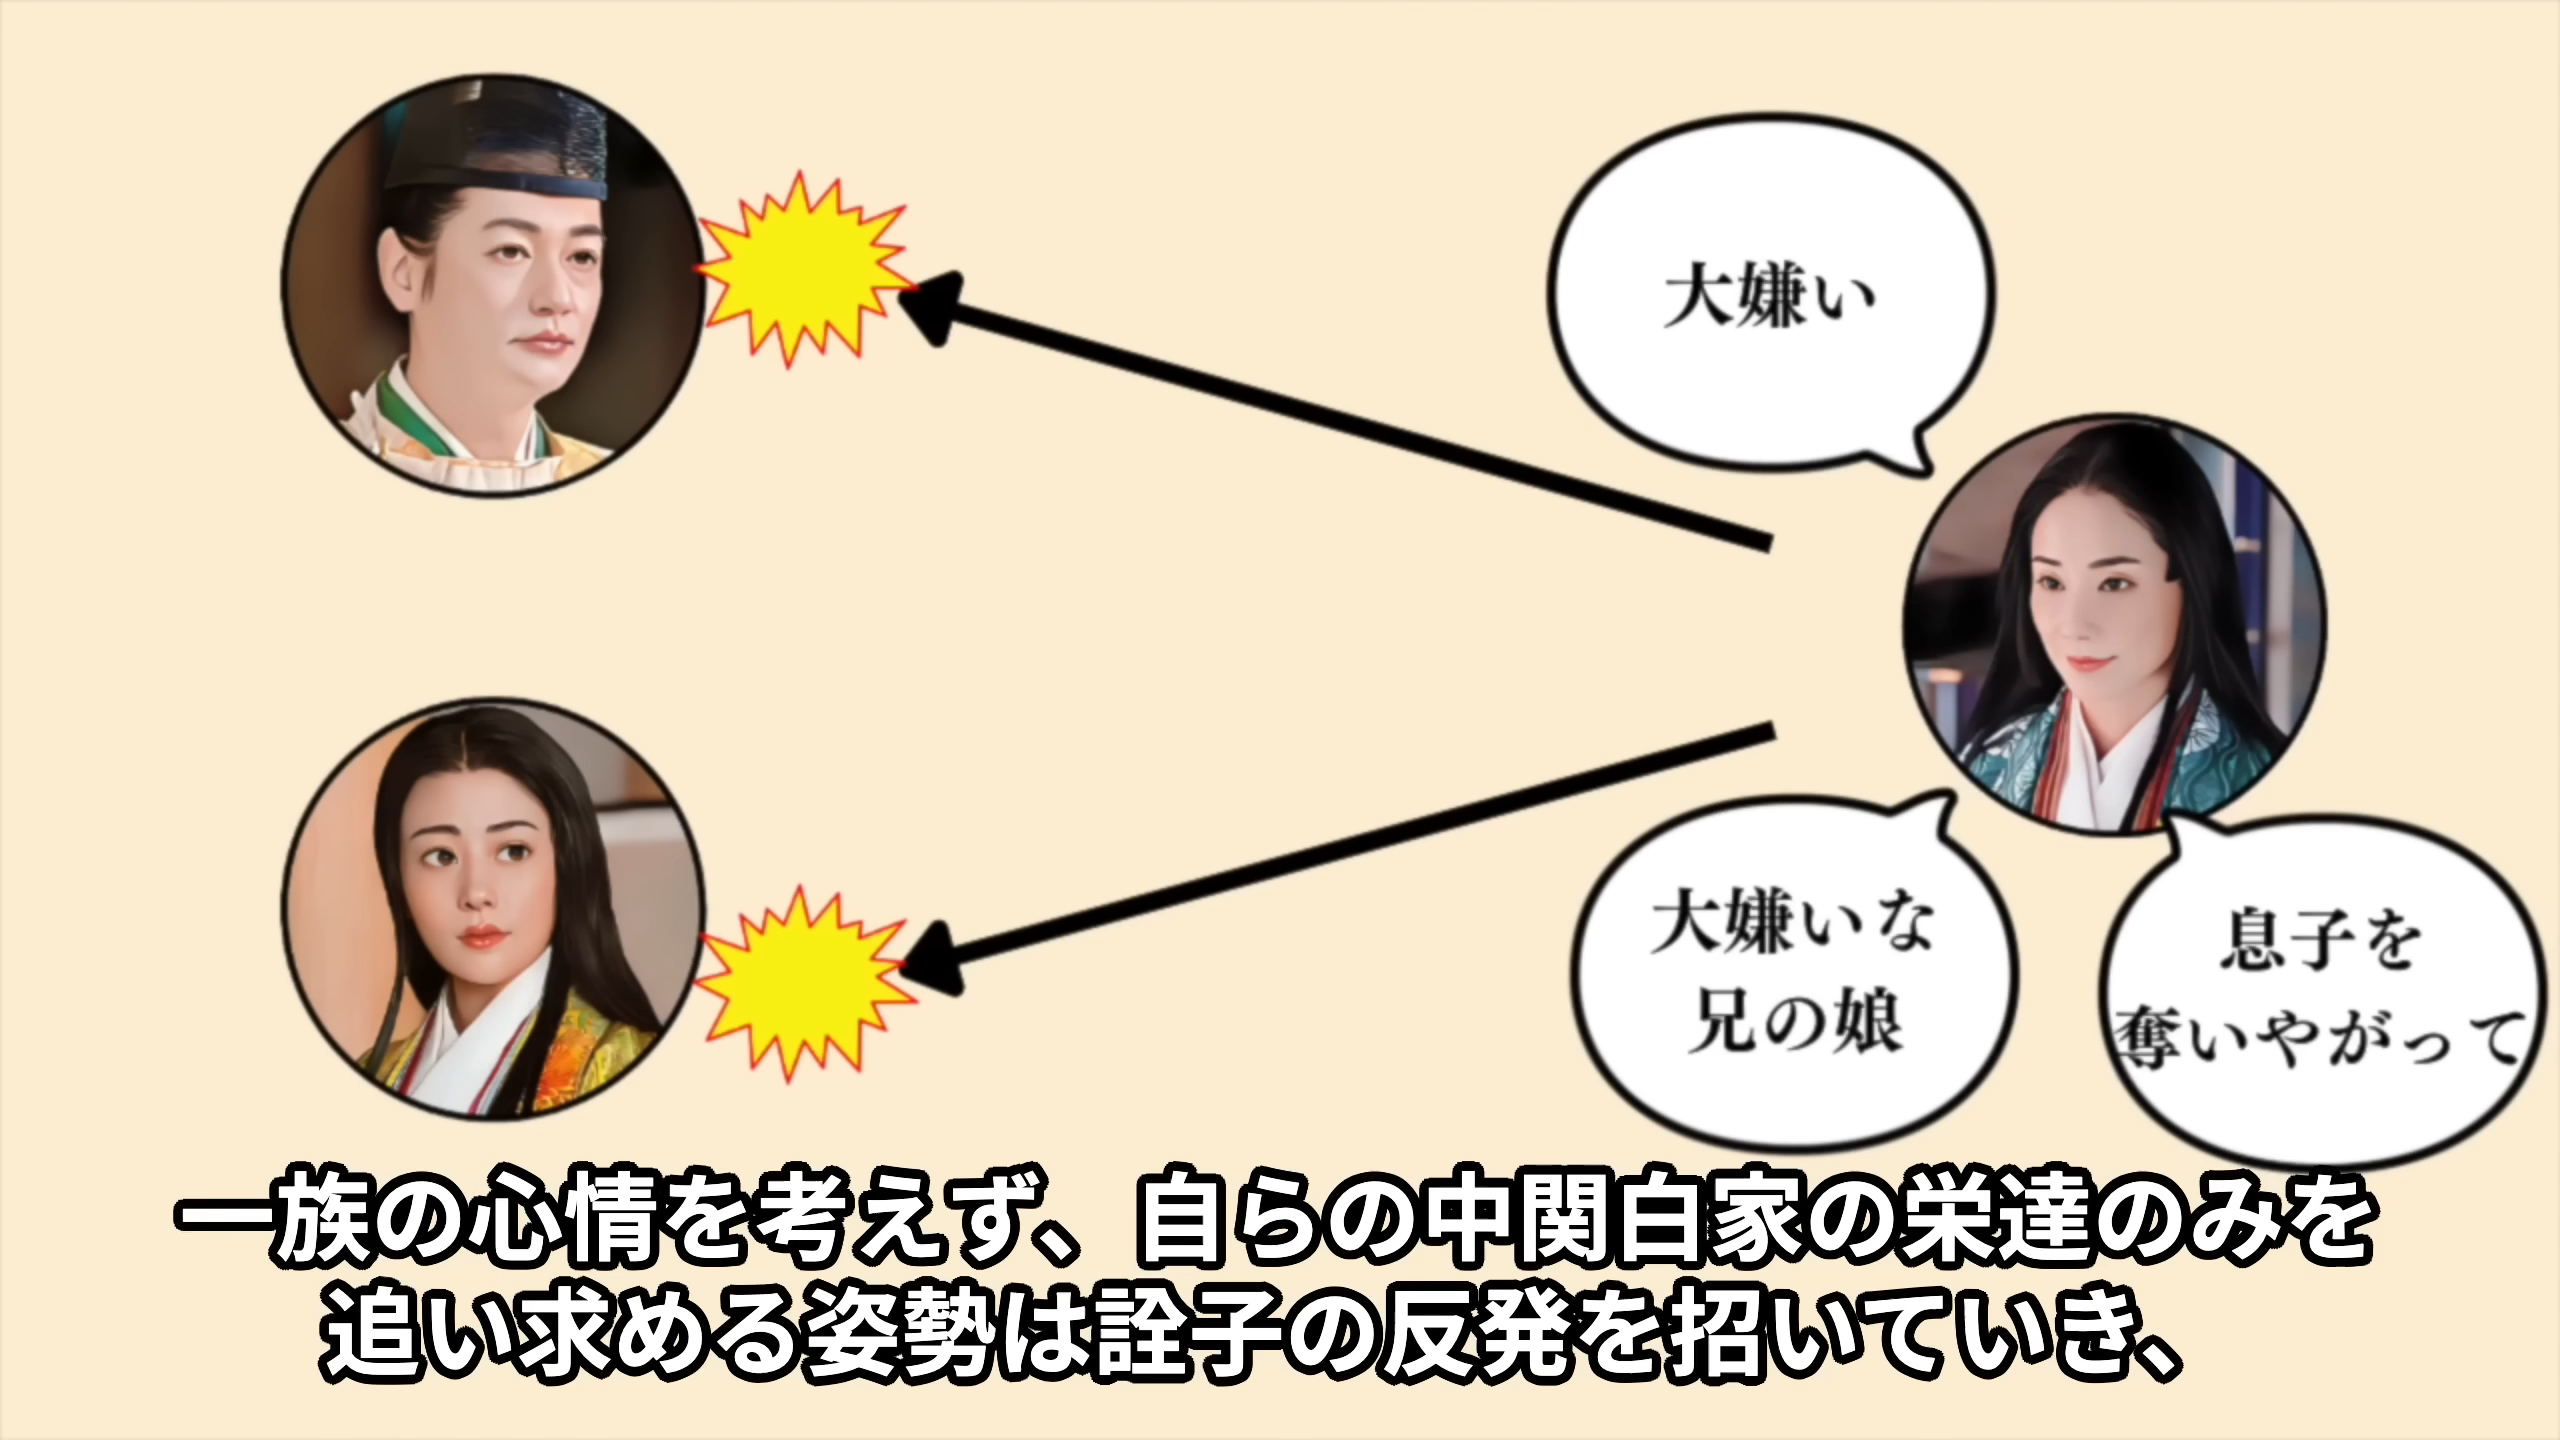 大嫌い
大嫌いな
兄の娘
息子を
奪いやがって
一族の心情を考えず、自らの中関白家の栄達のみを
追い求める姿勢は詮子の反発を招いていき、